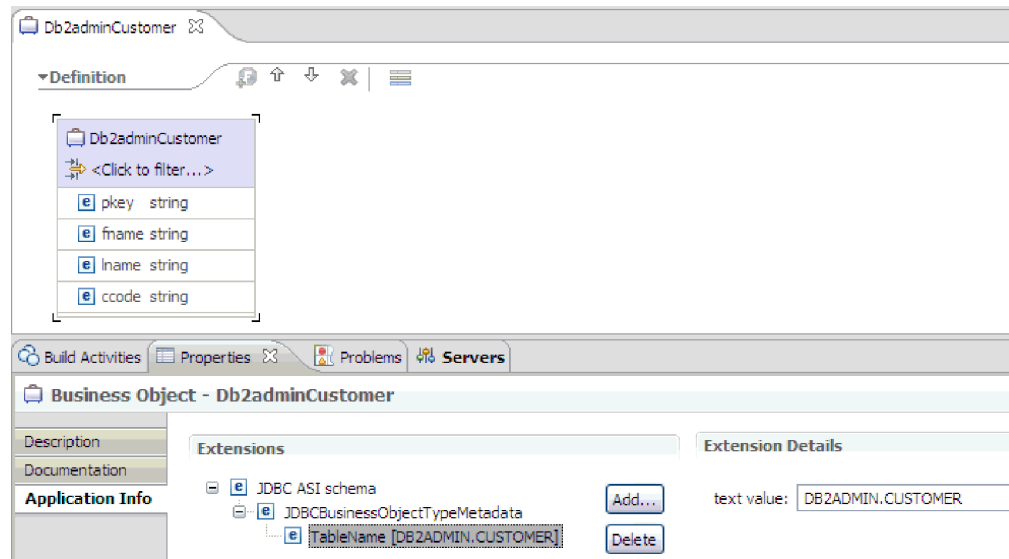 Db2adminCustomer
Definition
Db2adminCustomer
<Click to filter...>
e pkey string
e fname string
e lname string
e ccode string
Build Activities Properties Problems Servers
Business Object - Db2adminCustomer
Description
Documentation
Application Info
Extensions
e JDBC ASI schema
e JDBCBusinessObjectTypeMetadata
e TableName [DB2ADMIN.CUSTOMER]
Add...
Delete
Extension Details
text value: DB2ADMIN.CUSTOMER